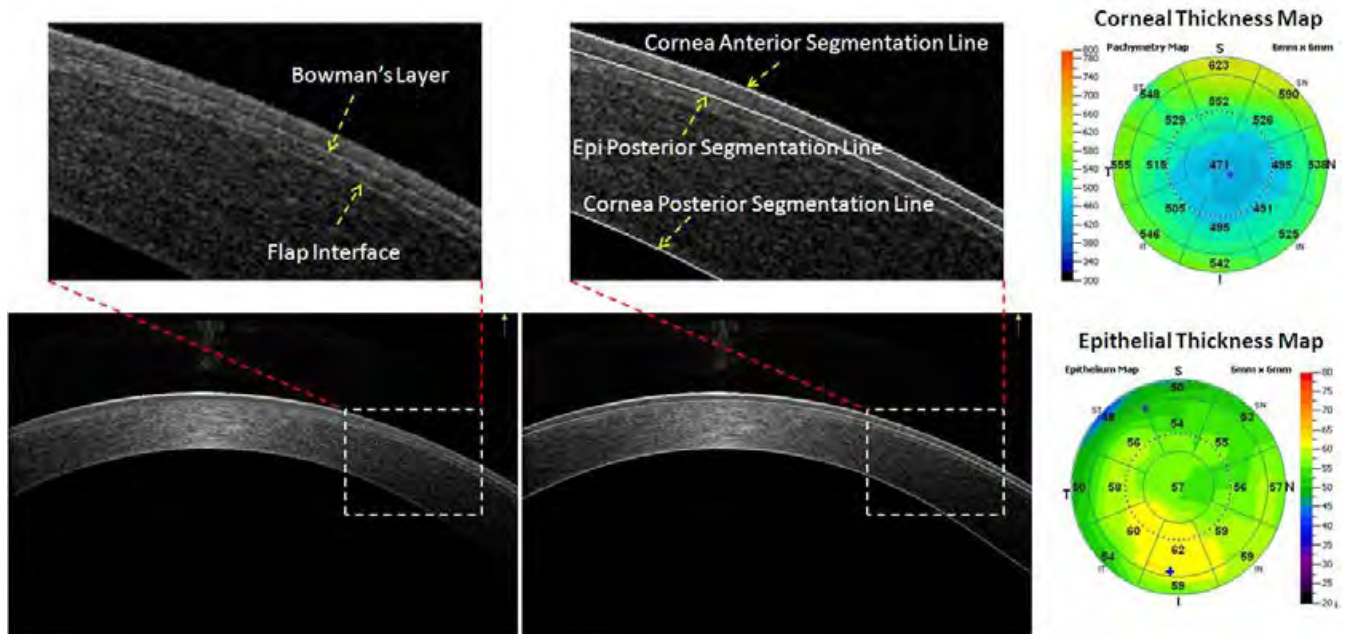 Bowman's Layer
Flap Interface
Cornea Anterior Segmentation Line
Epi Posterior Segmentation Line
Cornea Posterior Segmentation Line
Corneal Thickness Map
Pachymetry Map S 6mm x 6mm
800
780
740
700
660
620
580
540
500
460
420
380
340
300
623
ST 548 590 SN
552
529 526
T 555 515 471 495 538 N
505 491
495
IT 546 525 IN
542
I
Epithelial Thickness Map
Epithelium Map S 6mm x 6mm
80
75
70
65
60
55
50
45
40
35
30
25
20
50
ST 48 53 SN
54
56 55
T 50 58 57 56 57 N
60 59
62
IT 54 59 IN
59
I